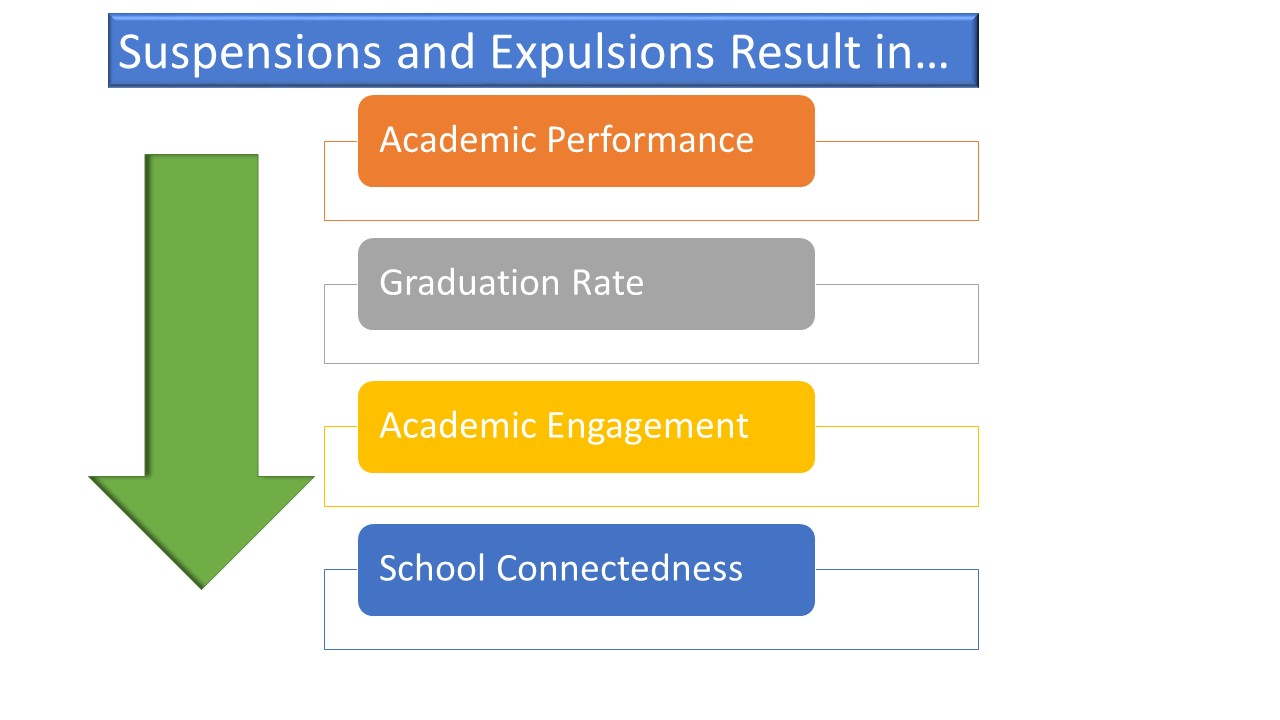 Suspensions and Expulsions Result in...
Academic Performance
Graduation Rate
Academic Engagement
School Connectedness